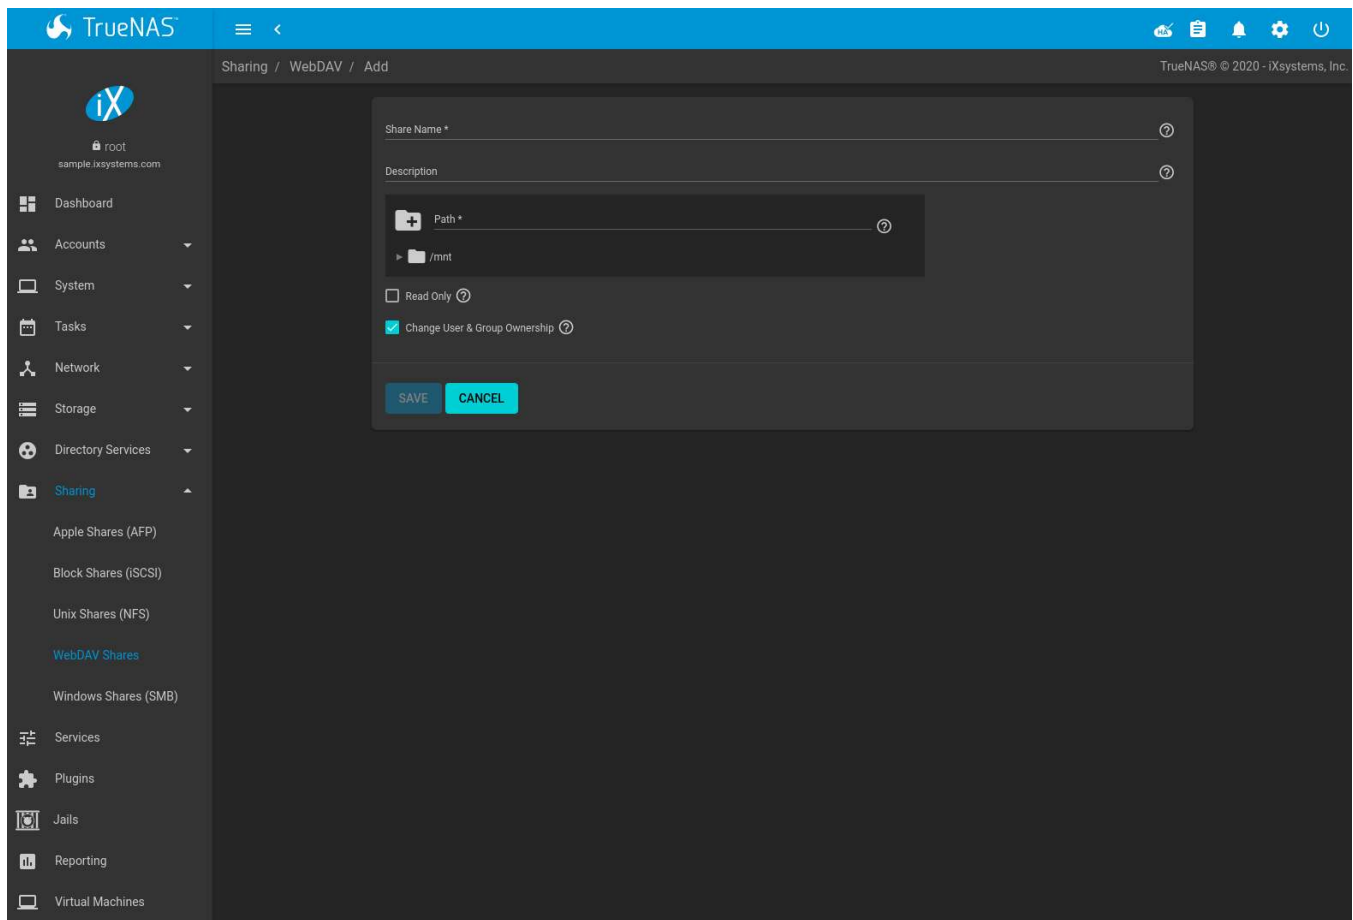 TrueNAS™
HA
Sharing / WebDAV / Add
TrueNAS® © 2020 - iXsystems, Inc.
iX
root
sample.ixsystems.com
Dashboard
Accounts
System
Tasks
Network
Storage
Directory Services
Sharing
Apple Shares (AFP)
Block Shares (iSCSI)
Unix Shares (NFS)
WebDAV Shares
Windows Shares (SMB)
Services
Plugins
Jails
Reporting
Virtual Machines
Share Name *
Description
Path *
/mnt
Read Only
Change User & Group Ownership
SAVE
CANCEL